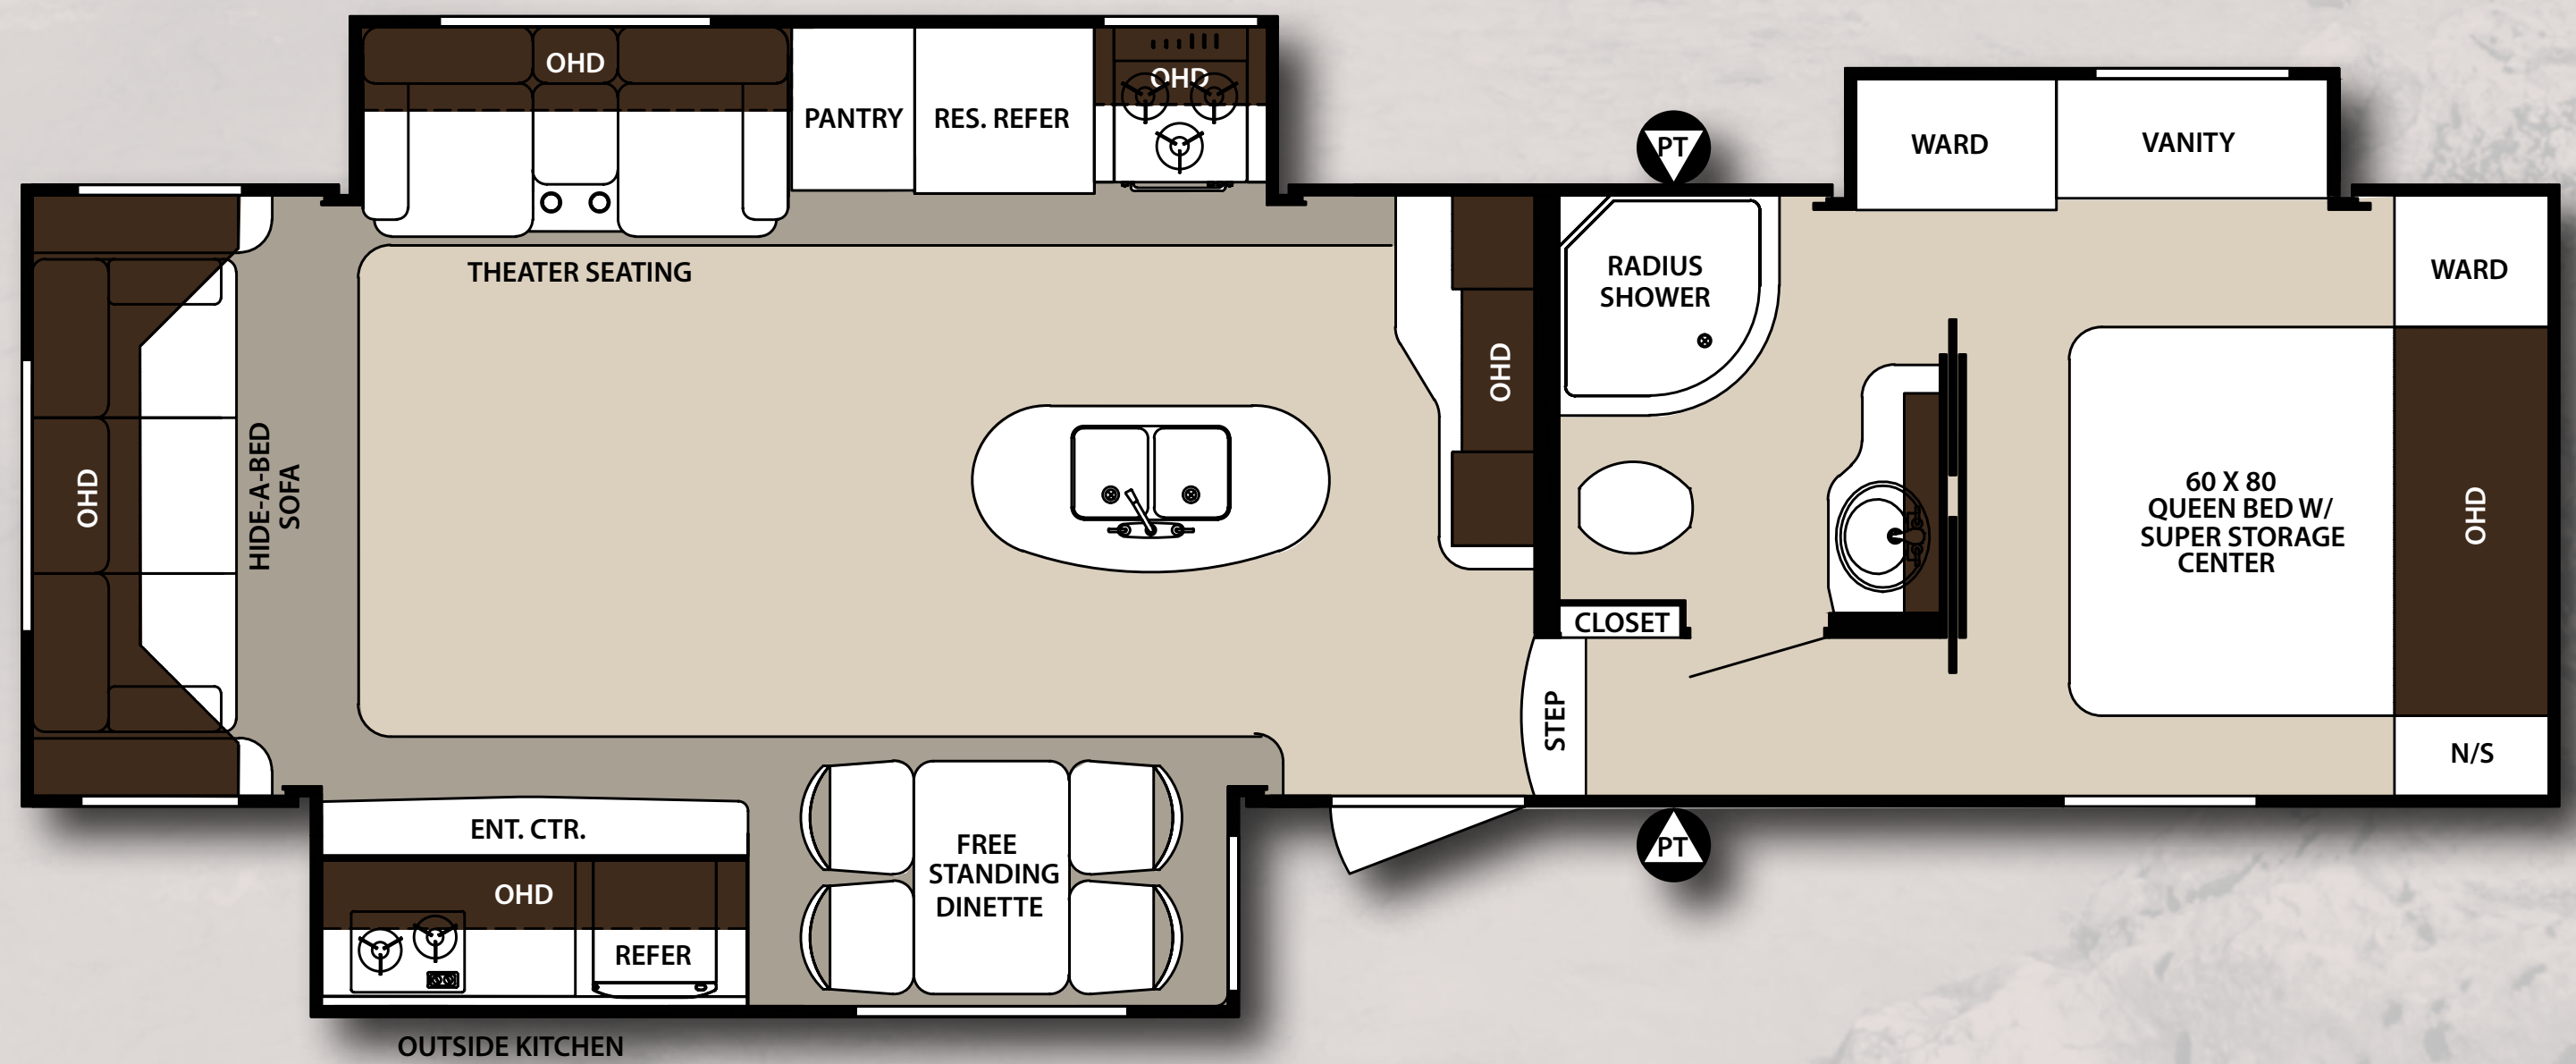 OHD
PANTRY
RES. REFER
OHD
PT
WARD
VANITY
THEATER SEATING
RADIUS
SHOWER
WARD
OHD
HIDE-A-BED
SOFA
OHD
60 X 80
QUEEN BED W/
SUPER STORAGE
CENTER
OHD
CLOSET
STEP
N/S
ENT. CTR.
FREE
STANDING
DINETTE
PT
OHD
REFER
OUTSIDE KITCHEN